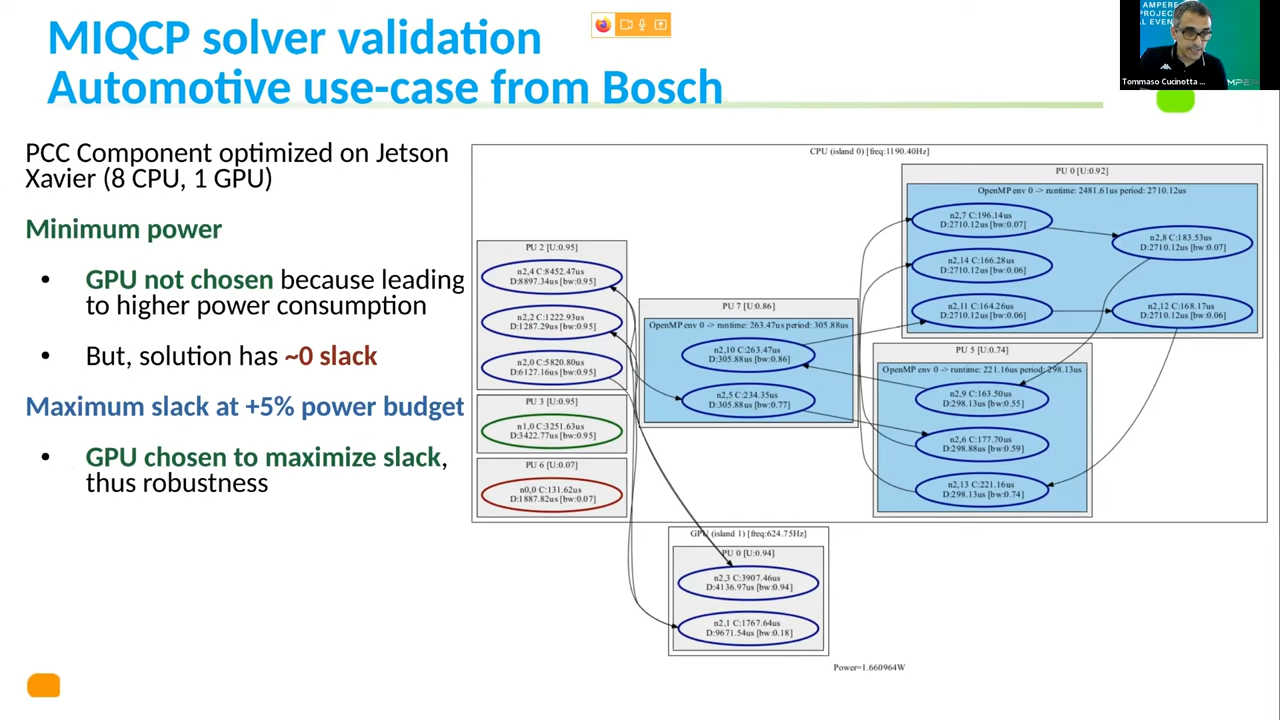 MIQCP solver validation
Automotive use-case from Bosch
AMPERE
PROJEC
L EVEN
Tommaso Cucinotta ...
MPE
PCC Component optimized on Jetson
Xavier (8 CPU, 1 GPU)
Minimum power
• GPU not chosen because leading
to higher power consumption
• But, solution has ~0 slack
Maximum slack at +5% power budget
• GPU chosen to maximize slack,
thus robustness
CPU (island 0) [freq:1190.40Hz]
PU 2 [U:0.95]
n2,4 C:8452.47us
D:8897.34us [bw:0.95]
n2,2 C:1222.93us
D:1287.29us [bw:0.95]
n2,0 C:5820.80us
D:6127.16us [bw:0.95]
PU 3 [U:0.95]
n1,0 C:3251.63us
D:3422.77us [bw:0.95]
PU 6 [U:0.07]
n0,0 C:131.62us
D:1887.82us [bw:0.07]
PU 7 [U:0.86]
OpenMP env 0 -> runtime: 263.47us period: 305.88us
n2,10 C:263.47us
D:305.88us [bw:0.86]
n2,5 C:234.35us
D:305.88us [bw:0.77]
PU 0 [U:0.92]
OpenMP env 0 -> runtime: 2481.61us period: 2710.12us
n2,7 C:196.14us
D:2710.12us [bw:0.07]
n2,8 C:183.53us
D:2710.12us [bw:0.07]
n2,14 C:166.28us
D:2710.12us [bw:0.06]
n2,11 C:164.26us
D:2710.12us [bw:0.06]
n2,12 C:168.17us
D:2710.12us [bw:0.06]
PU 5 [U:0.74]
OpenMP env 0 -> runtime: 221.16us period: 298.13us
n2,9 C:163.50us
D:298.13us [bw:0.55]
n2,6 C:177.70us
D:298.88us [bw:0.59]
n2,13 C:221.16us
D:298.13us [bw:0.74]
GPU (island 1) [freq:624.75Hz]
PU 0 [U:0.94]
n2,3 C:3907.46us
D:4136.97us [bw:0.94]
n2,1 C:1767.64us
D:9671.54us [bw:0.18]
Power=1.660964W